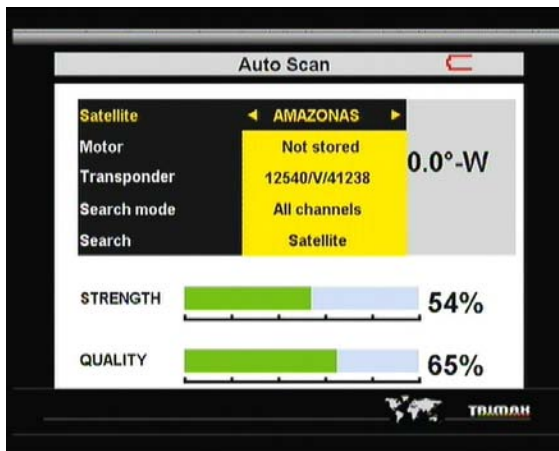 Auto Scan
Satellite ◄ AMAZONAS ►
Motor Not stored
0.0°-W
Transponder 12540/V/41238
Search mode All channels
Search Satellite
STRENGTH 54%
QUALITY 65%
TRIMAX